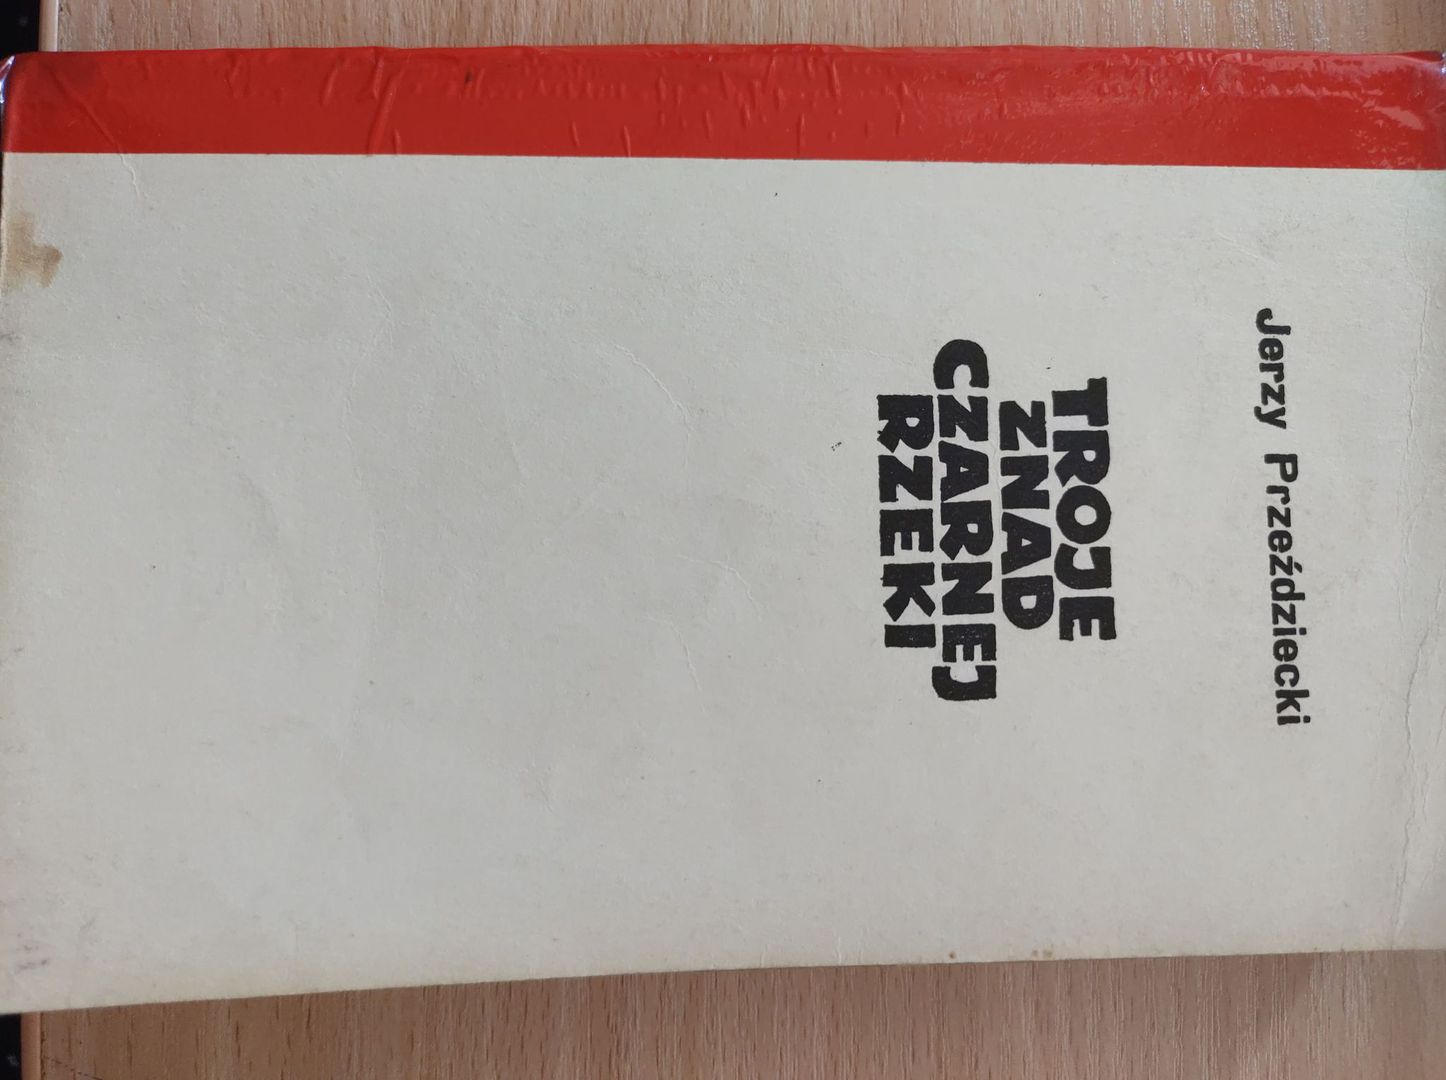 Jerzy Przeździecki
TROJE
ZNAD
CZARNEJ
RZEKI